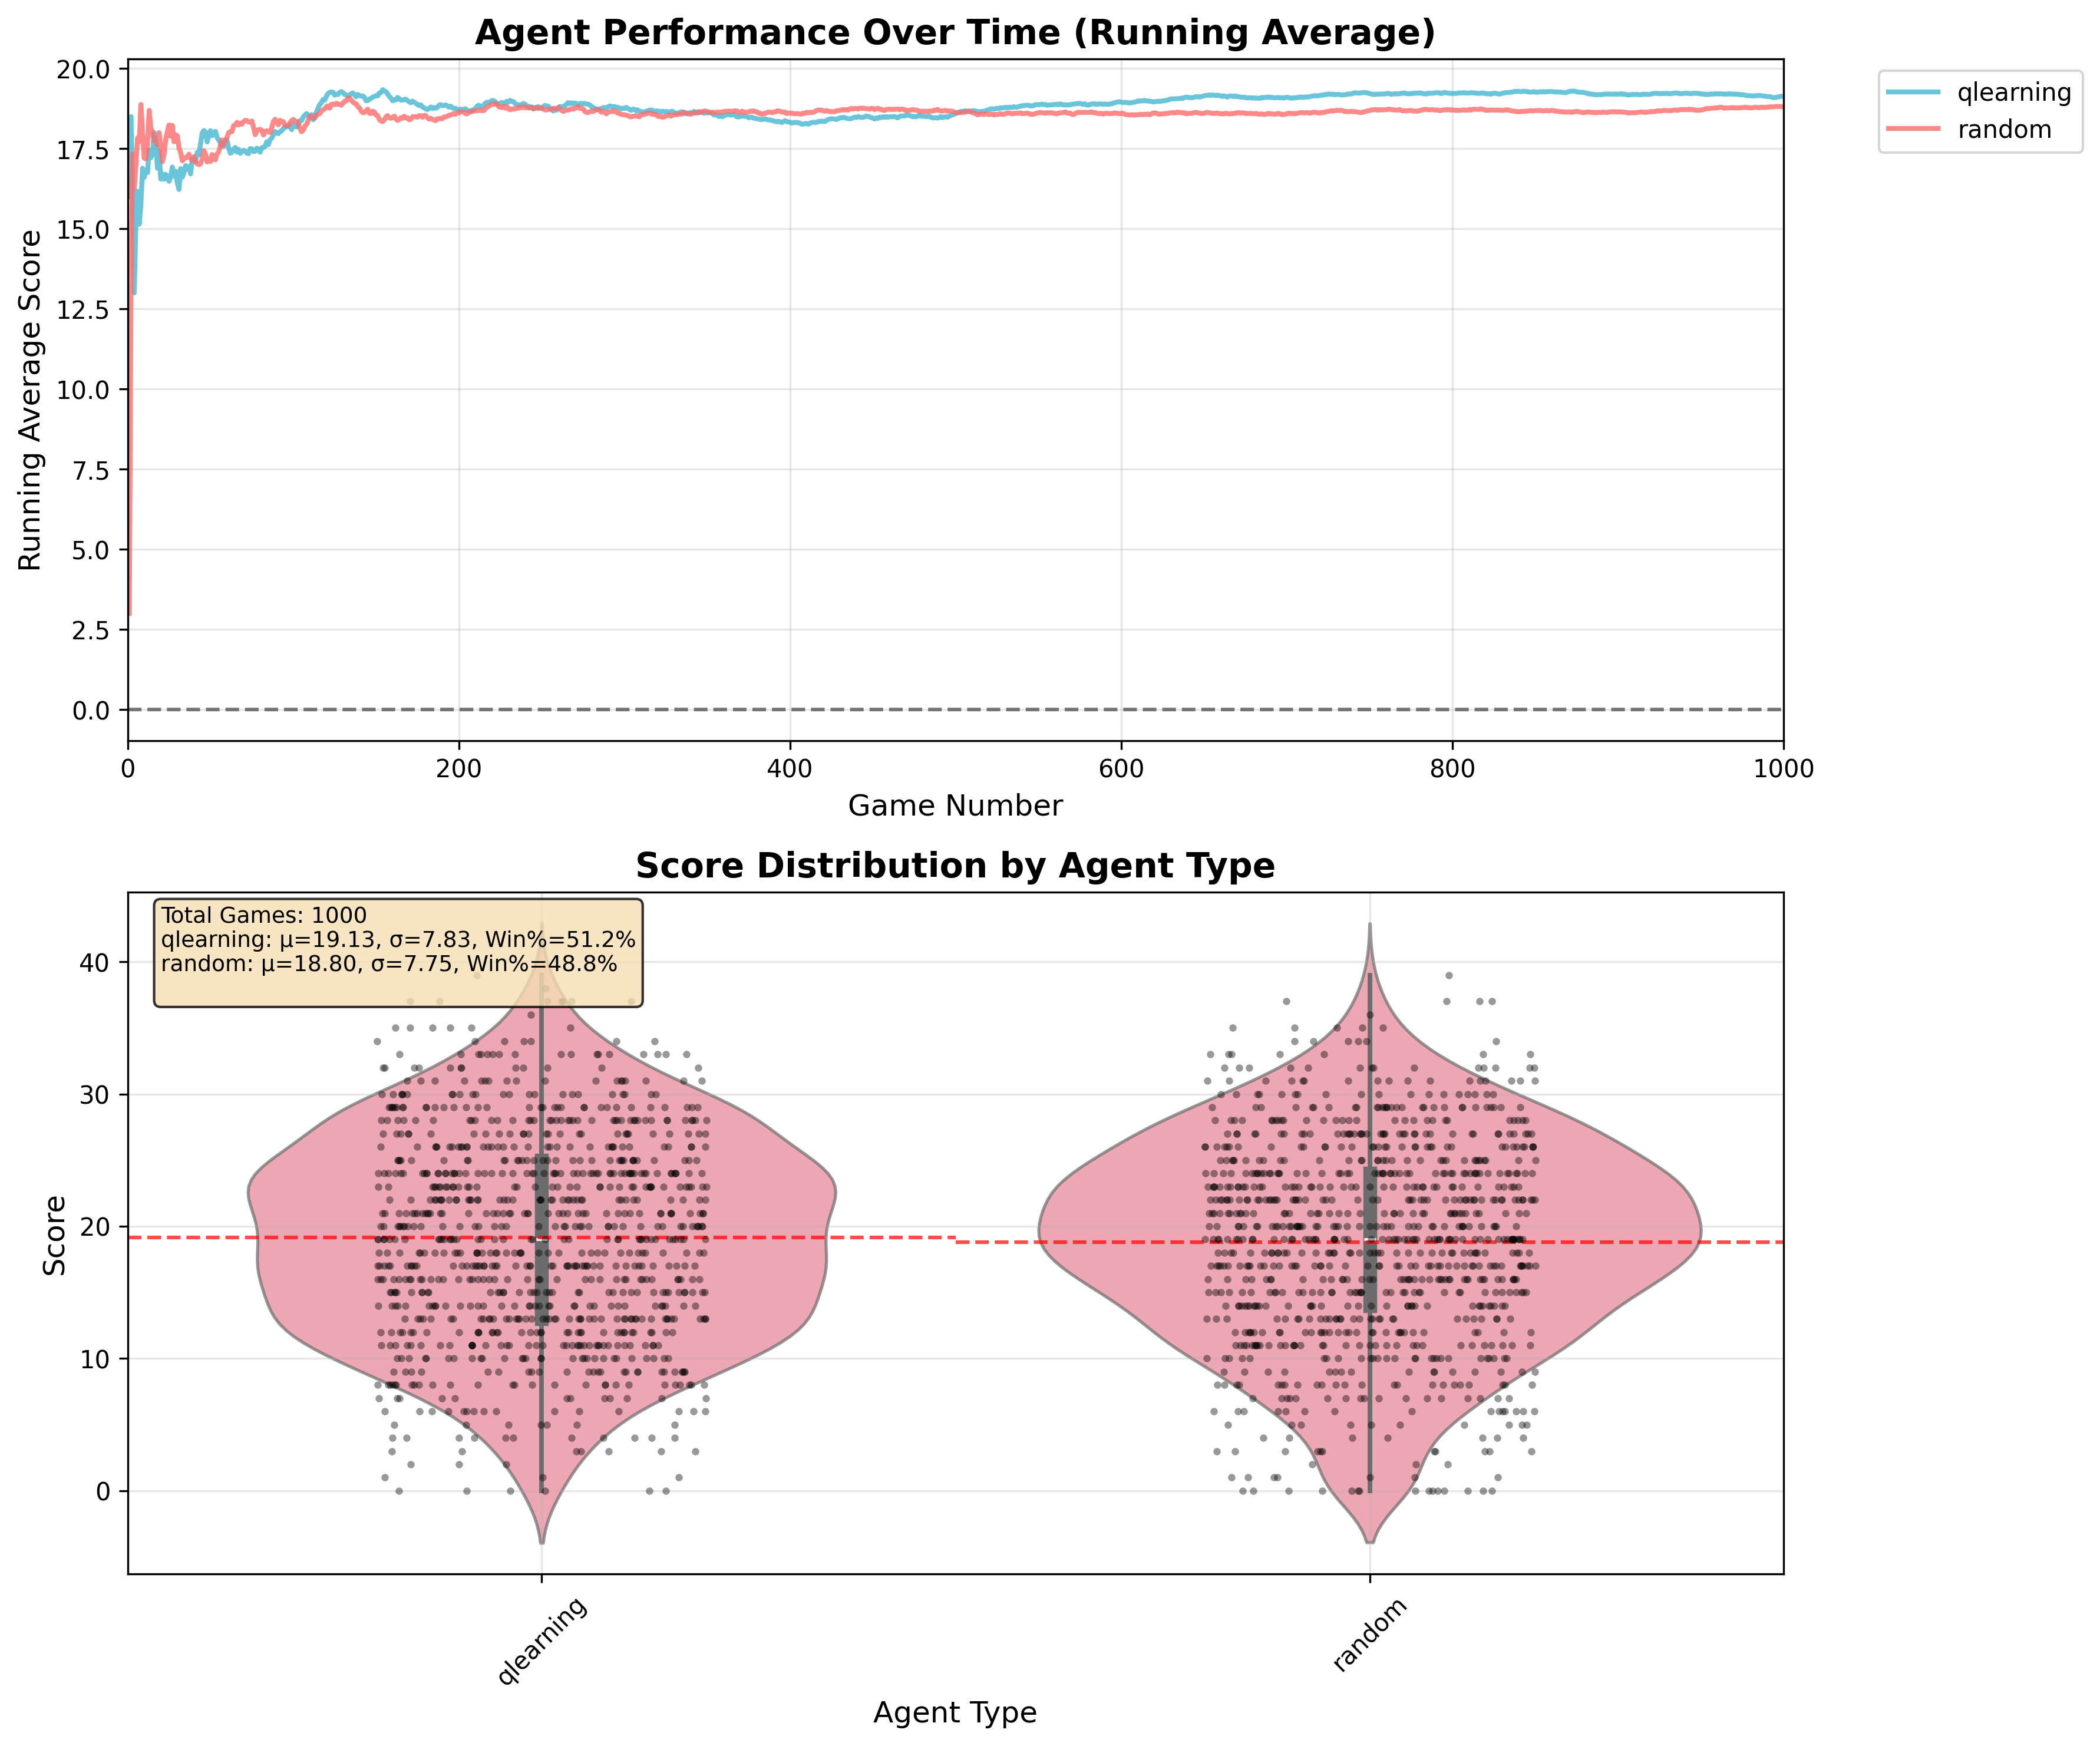 Agent Performance Over Time (Running Average)
Running Average Score
20.0
17.5
15.0
12.5
10.0
7.5
5.0
2.5
0.0
0
200
400
600
800
1000
Game Number
qlearning
random
Score Distribution by Agent Type
Total Games: 1000
qlearning: μ=19.13, σ=7.83, Win%=51.2%
random: μ=18.80, σ=7.75, Win%=48.8%
Score
40
30
20
10
0
qlearning
random
Agent Type